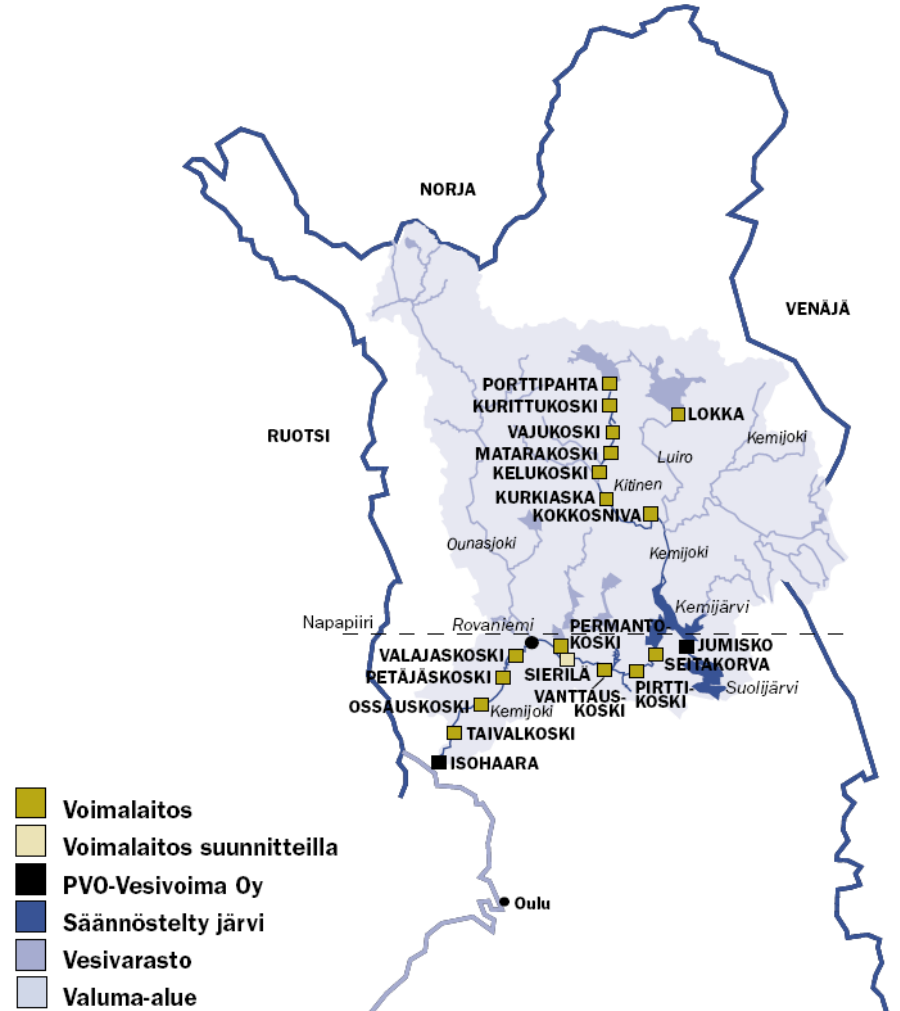 NORJA
VENÄJÄ
RUOTSI
PORTTIPAHTA
KURITTUKOSKI
LOKKA
VAJUKOSKI
Kemijoki
MATARAKOSKI
Luiro
KELUKOSKI
Kitinen
KURKIASKA
KOKKOSNIVA
Ounasjoki
Kemijoki
Kemijärvi
Napapiiri
Rovaniemi
PERMANTO-
KOSKI
JUMISKO
VALAJASKOSKI
SEITAKORVA
PETÄJÄSKOSKI
SIERILÄ
Suolijärvi
VANTTAUS-
KOSKI
PIRTTI-
KOSKI
OSSAUSKOSKI
Kemijoki
TAIVALKOSKI
ISOHAARA
Voimalaitos
Voimalaitos suunnitteilla
PVO-Vesivoima Oy
Säännöstelty järvi
Vesivarasto
Valuma-alue
Oulu